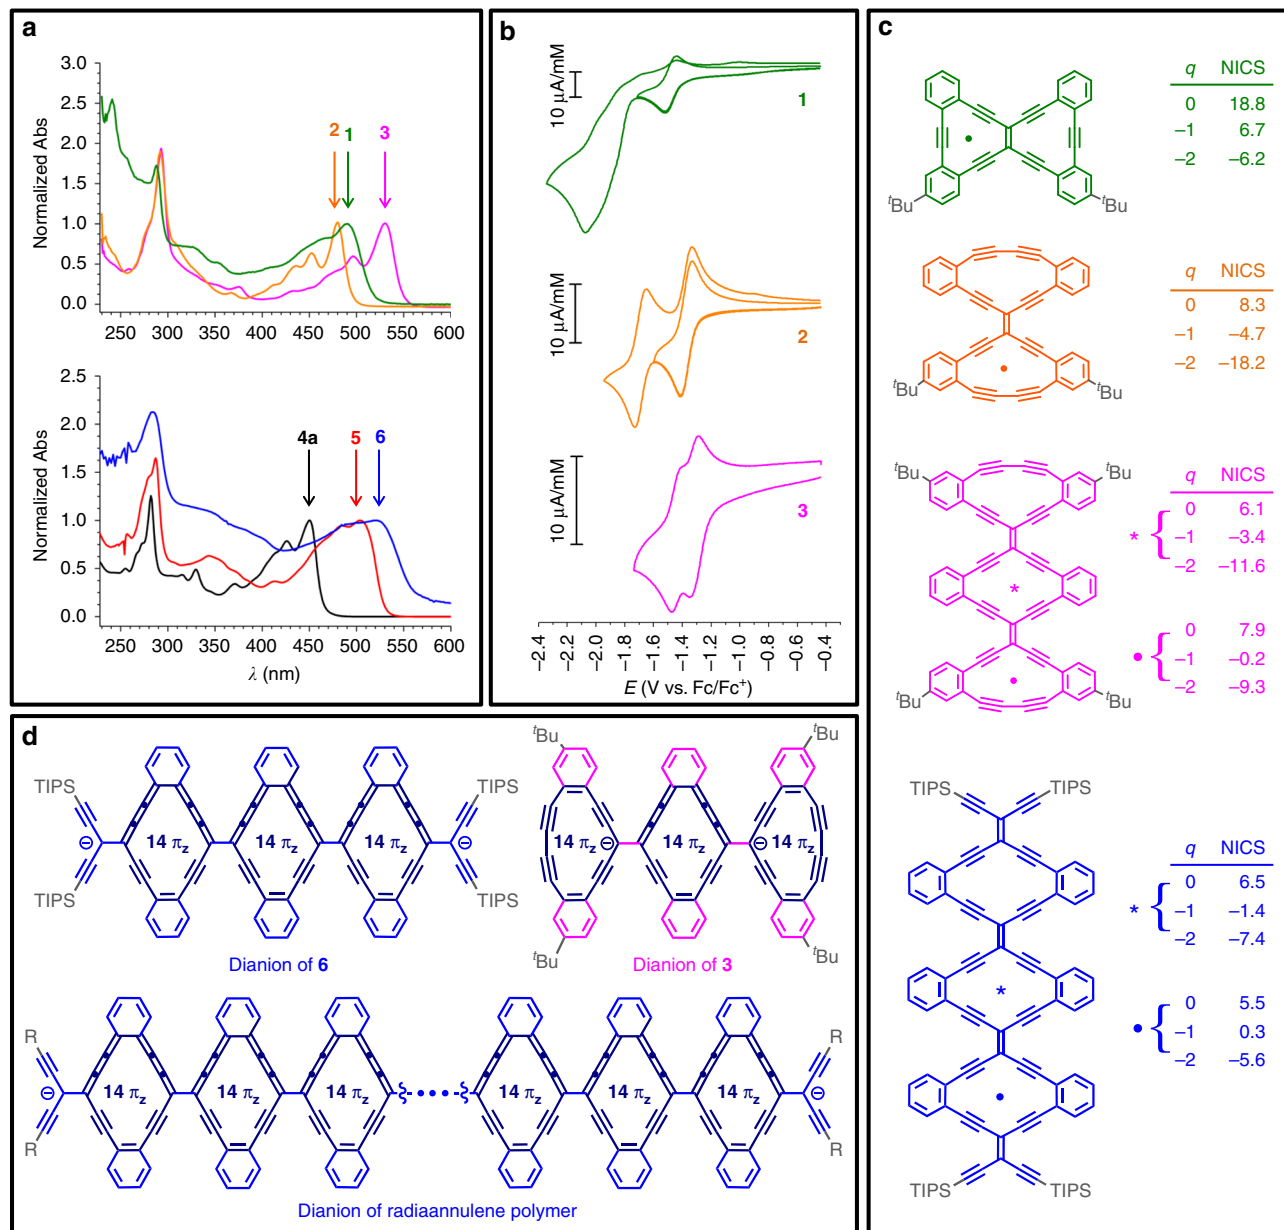 a
3.0
2.5
2.0
1.5
1.0
0.5
0.0
Normalized Abs
2 1 3
250 300 350 400 450 500 550 600
2.5
2.0
1.5
1.0
0.5
0.0
Normalized Abs
4a 5 6
250 300 350 400 450 500 550 600
λ (nm)
b
10 µA/mM
1
10 µA/mM
2
10 µA/mM
3
−2.4 −2.2 −2.0 −1.8 −1.6 −1.4 −1.2 −1.0 −0.8 −0.6 −0.4
E (V vs. Fc/Fc⁺)
c
ᵗBu ᵗBu
q NICS
0 18.8
−1 6.7
−2 −6.2
ᵗBu ᵗBu
q NICS
0 8.3
−1 −4.7
−2 −18.2
ᵗBu ᵗBu
*
ᵗBu ᵗBu
q NICS
0 6.1
* { −1 −3.4
−2 −11.6
0 7.9
• { −1 −0.2
−2 −9.3
TIPS TIPS
*
TIPS TIPS
q NICS
0 6.5
* { −1 −1.4
−2 −7.4
0 5.5
• { −1 0.3
−2 −5.6
d
TIPS TIPS
⊖ 14 πz 14 πz 14 πz ⊖
TIPS TIPS
Dianion of 6
ᵗBu ᵗBu
14 πz ⊖ 14 πz ⊖ 14 πz
ᵗBu ᵗBu
Dianion of 3
R R
⊖ 14 πz 14 πz 14 πz 14 πz 14 πz 14 πz ⊖
R R
Dianion of radiaannulene polymer